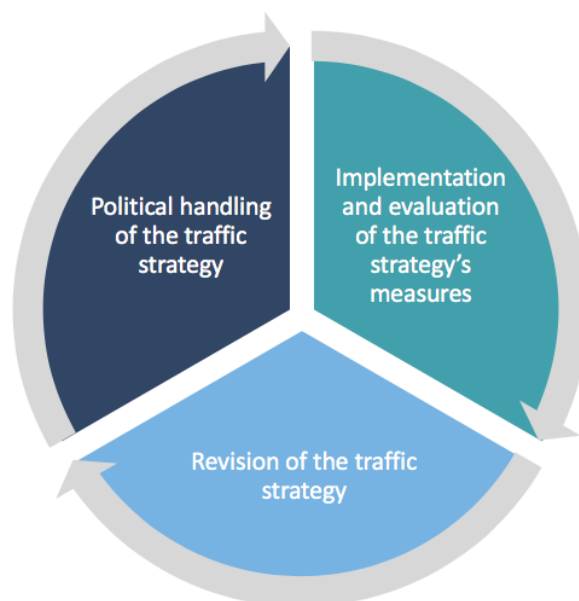 Political handling
of the traffic
strategy
Implementation
and evaluation
of the traffic
strategy’s
measures
Revision of the traffic
strategy